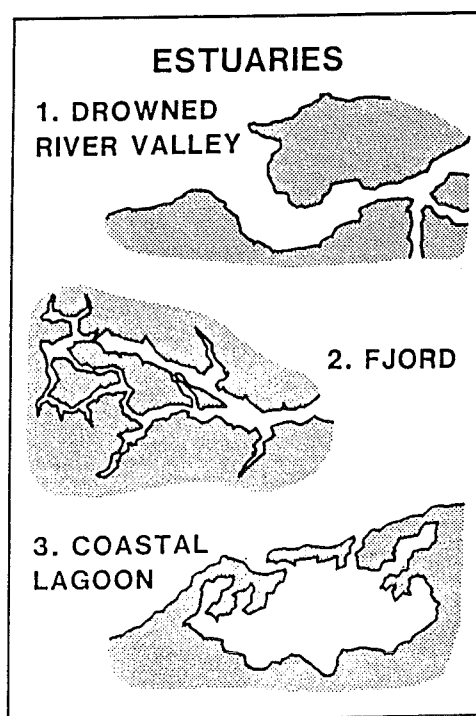 ESTUARIES
1. DROWNED
RIVER VALLEY
2. FJORD
3. COASTAL
LAGOON